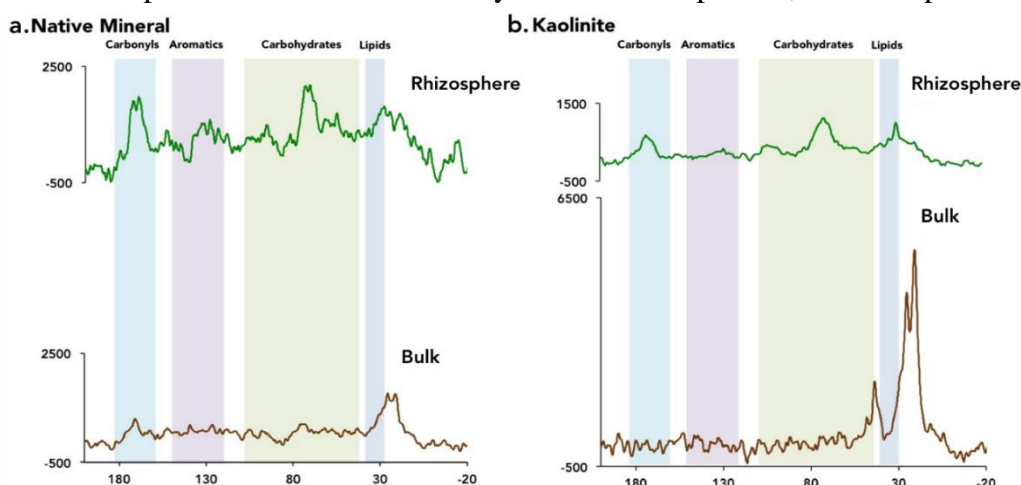 a. Native Mineral
Carbonyls Aromatics Carbohydrates Lipids
2500
Rhizosphere
-500
2500
Bulk
-500
180 130 80 30 -20
b. Kaolinite
Carbonyls Aromatics Carbohydrates Lipids
1500
Rhizosphere
-500
6500
Bulk
-500
180 130 80 30 -20